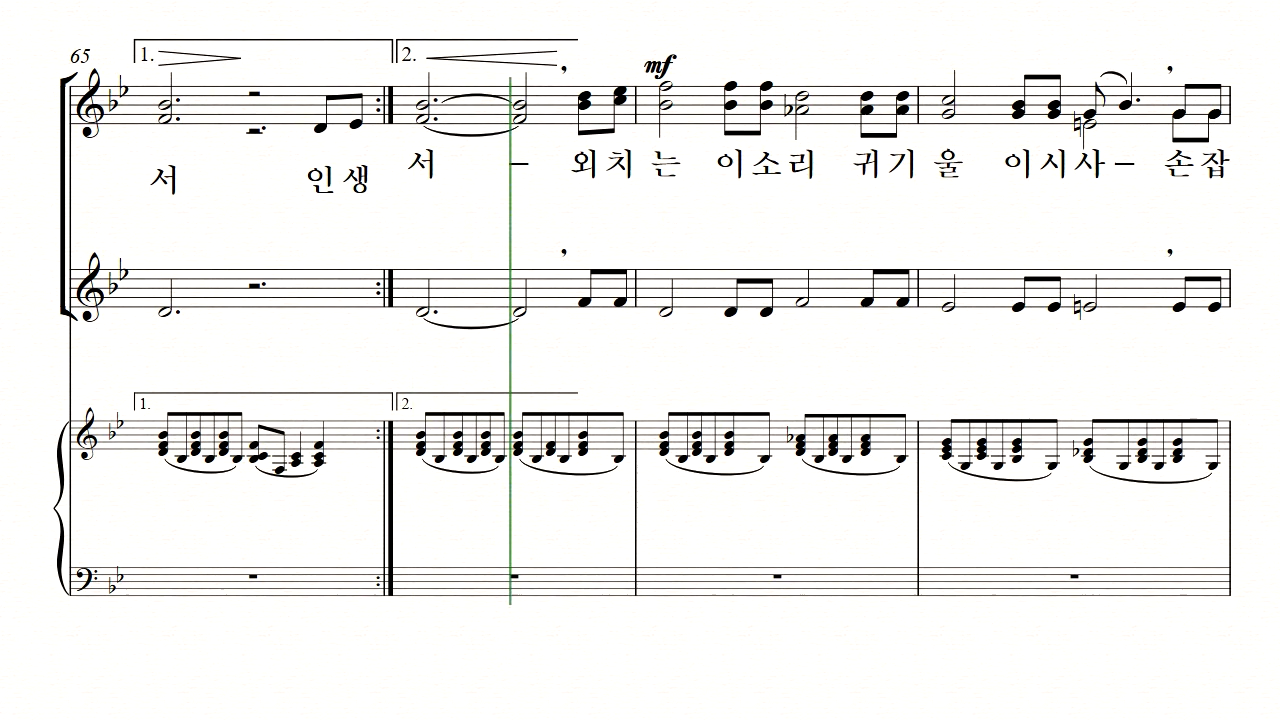 65
1.
2.
mf
서 인생 서 – 외치 는 이소리 귀기 울 이시사 – 손잡
1.
2.